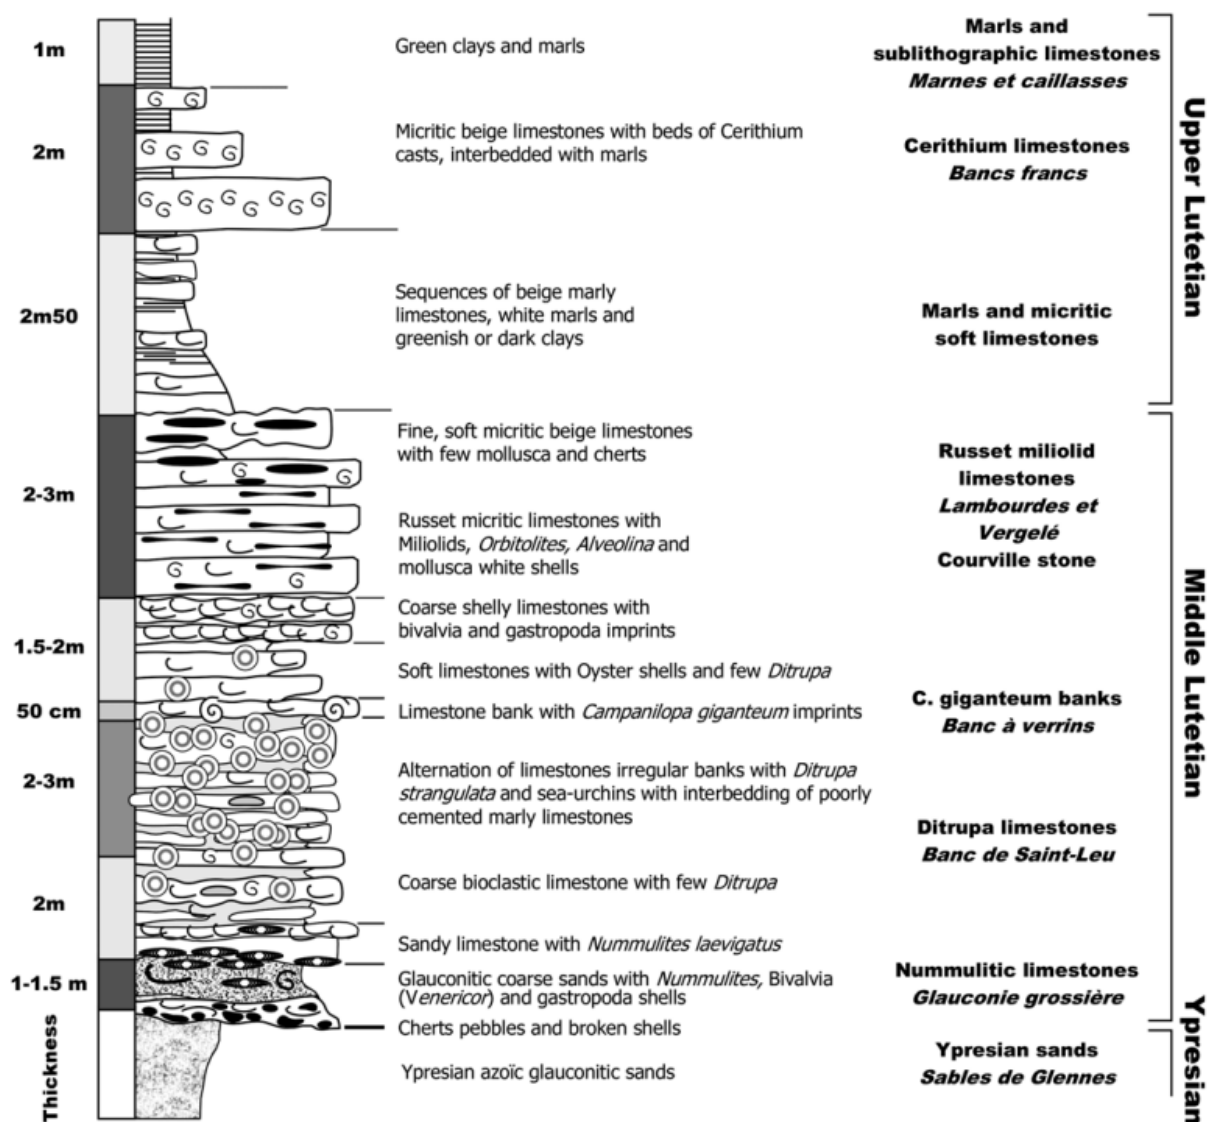 1m
Green clays and marls
Marls and
sublithographic limestones
Marnes et caillasses
2m
Micritic beige limestones with beds of Cerithium
casts, interbedded with marls
Cerithium limestones
Bancs francs
2m50
Sequences of beige marly
limestones, white marls and
greenish or dark clays
Marls and micritic
soft limestones
Upper Lutetian
2-3m
Fine, soft micritic beige limestones
with few mollusca and cherts
Russet micritic limestones with
Miliolids, Orbitolites, Alveolina and
mollusca white shells
Russet miliolid
limestones
Lambourdes et
Vergelé
Courville stone
1.5-2m
Coarse shelly limestones with
bivalvia and gastropoda imprints
Soft limestones with Oyster shells and few Ditrupa
50 cm
Limestone bank with Campanilopa giganteum imprints
C. giganteum banks
Banc à verrins
2-3m
Alternation of limestones irregular banks with Ditrupa
strangulata and sea-urchins with interbedding of poorly
cemented marly limestones
Ditrupa limestones
Banc de Saint-Leu
2m
Coarse bioclastic limestone with few Ditrupa
Sandy limestone with Nummulites laevigatus
1-1.5 m
Glauconitic coarse sands with Nummulites, Bivalvia
(Venericor) and gastropoda shells
Cherts pebbles and broken shells
Nummulitic limestones
Glauconie grossière
Middle Lutetian
Ypresian azoïc glauconitic sands
Ypresian sands
Sables de Glennes
Ypresian
Thickness